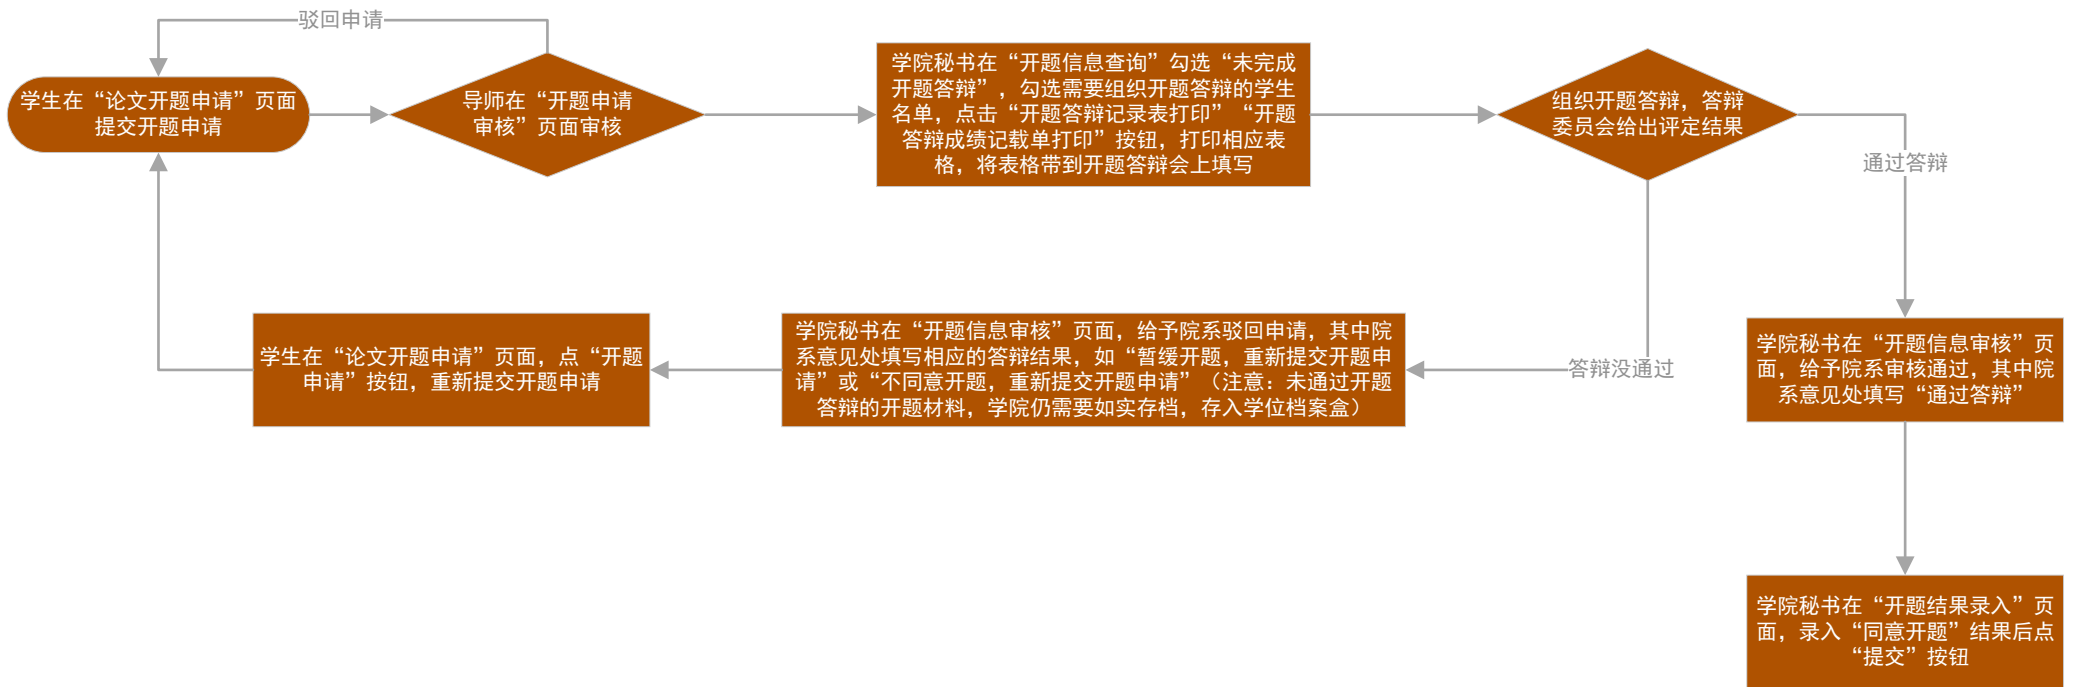 驳回申请
学生在“论文开题申请”页面
提交开题申请
导师在“开题申请
审核”页面审核
学院秘书在“开题信息查询”勾选“未完成
开题答辩”，勾选需要组织开题答辩的学生
名单，点击“开题答辩记录表打印”“开题
答辩成绩记载单打印”按钮，打印相应表
格，将表格带到开题答辩会上填写
组织开题答辩，答辩
委员会给出评定结果
通过答辩
答辩没通过
学院秘书在“开题信息审核”页面，给予院系驳回申请，其中院
系意见处填写相应的答辩结果，如“暂缓开题，重新提交开题申
请”或“不同意开题，重新提交开题申请”（注意：未通过开题
答辩的开题材料，学院仍需要如实存档，存入学位档案盒）
学生在“论文开题申请”页面，点“开题
申请”按钮，重新提交开题申请
学院秘书在“开题信息审核”页
面，给予院系审核通过，其中院
系意见处填写“通过答辩”
学院秘书在“开题结果录入”页
面，录入“同意开题”结果后点
“提交”按钮